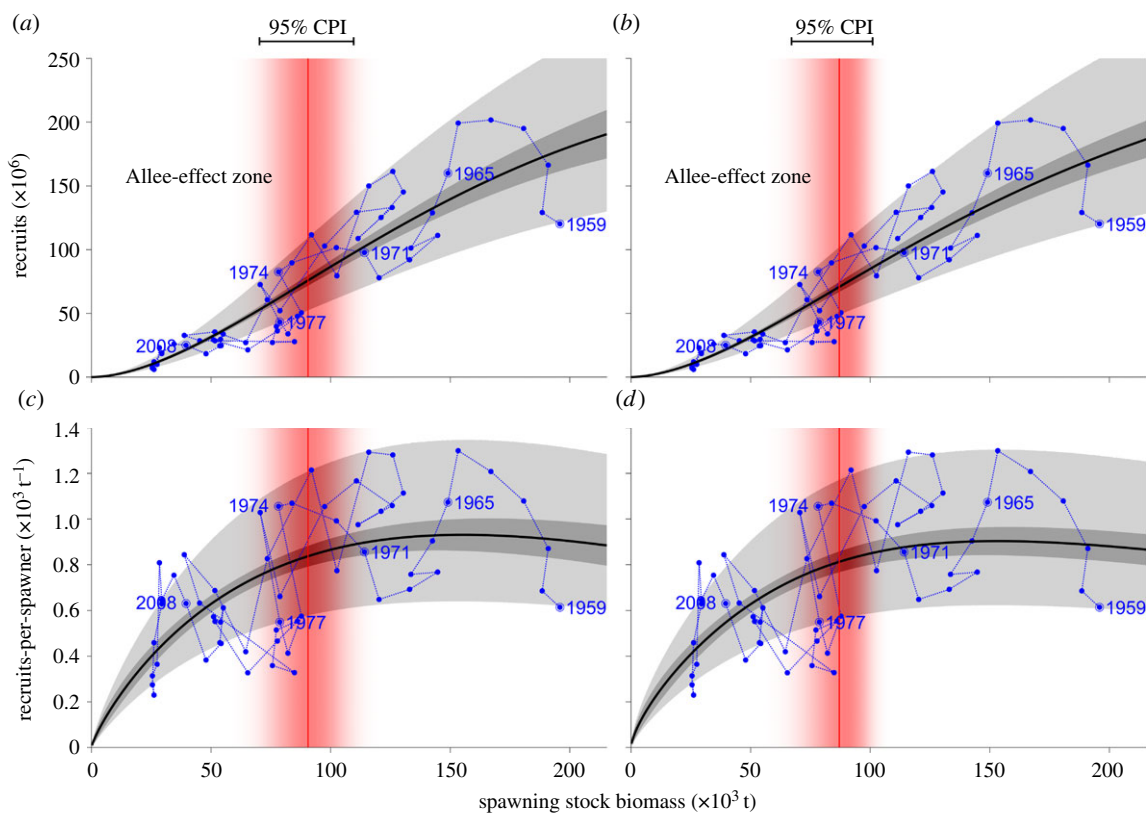 (a)
95% CPI
(b)
95% CPI
250
200
150
100
50
0
recruits (×10⁶)
Allee-effect zone
1965
1959
1971
1974
1977
2008
Allee-effect zone
1965
1959
1971
1974
1977
2008
(c)
(d)
1.4
1.2
1.0
0.8
0.6
0.4
0.2
0
recruits-per-spawner (×10³ t⁻¹)
1974
1965
1971
2008
1977
1959
1974
1965
1971
2008
1977
1959
0 50 100 150 200
0 50 100 150 200
spawning stock biomass (×10³ t)